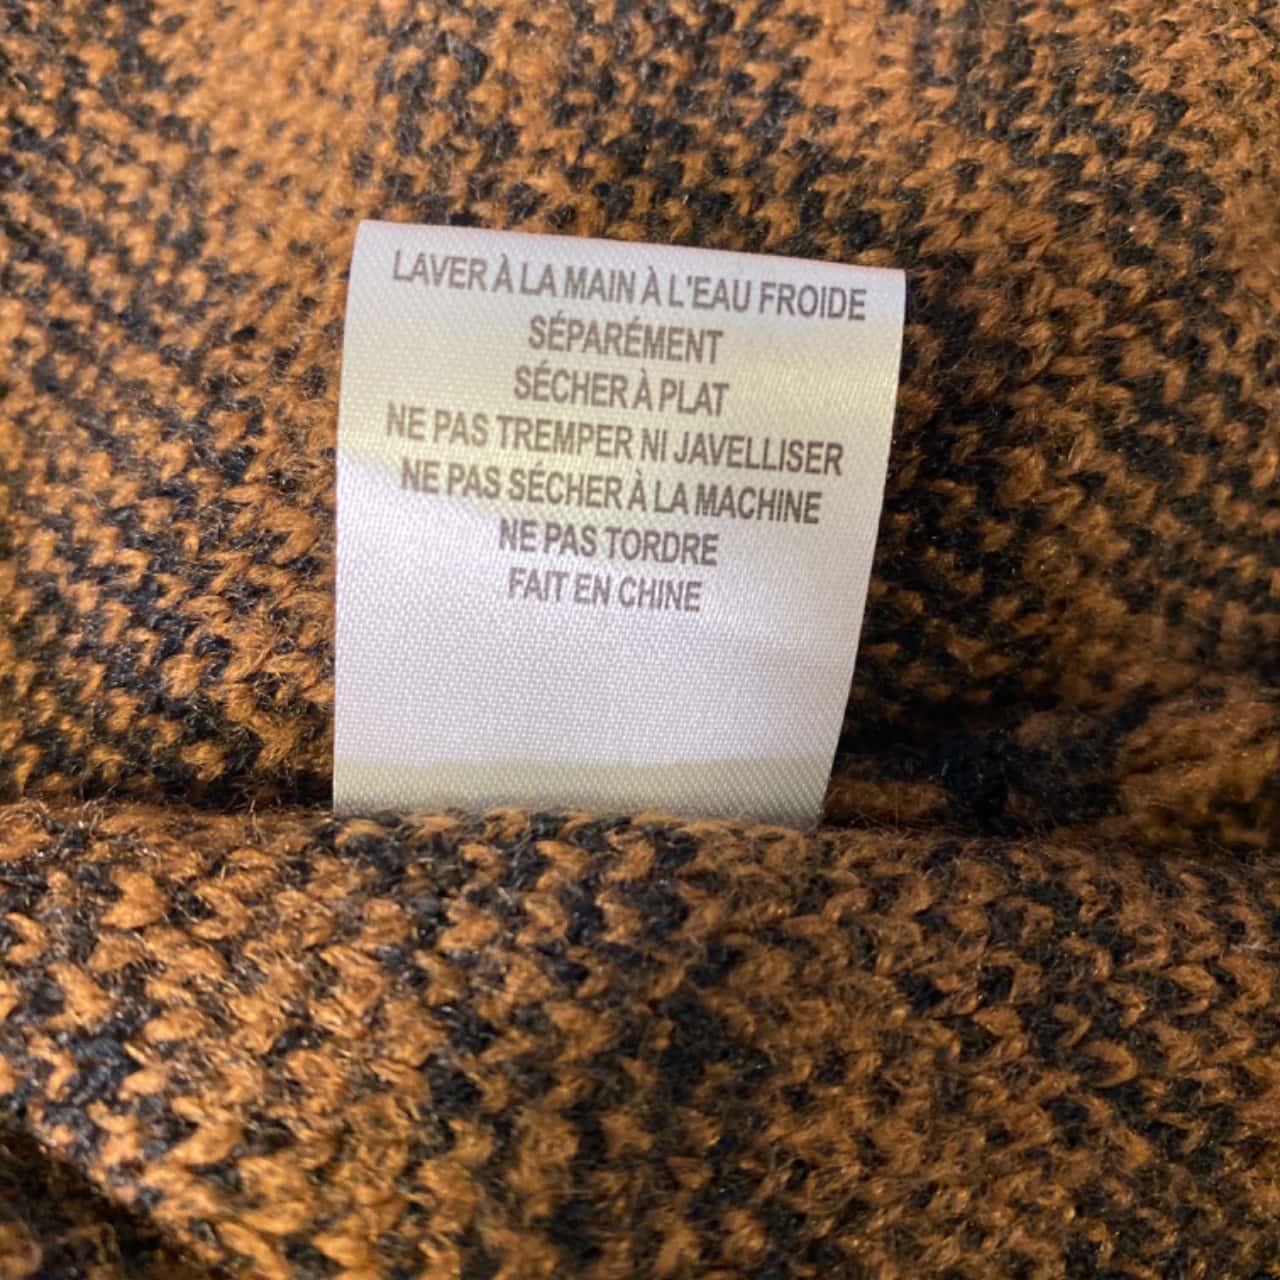 LAVER À LA MAIN À L'EAU FROIDE
SÉPARÉMENT
SÉCHER À PLAT
NE PAS TREMPER NI JAVELLISER
NE PAS SÉCHER À LA MACHINE
NE PAS TORDRE
FAIT EN CHINE